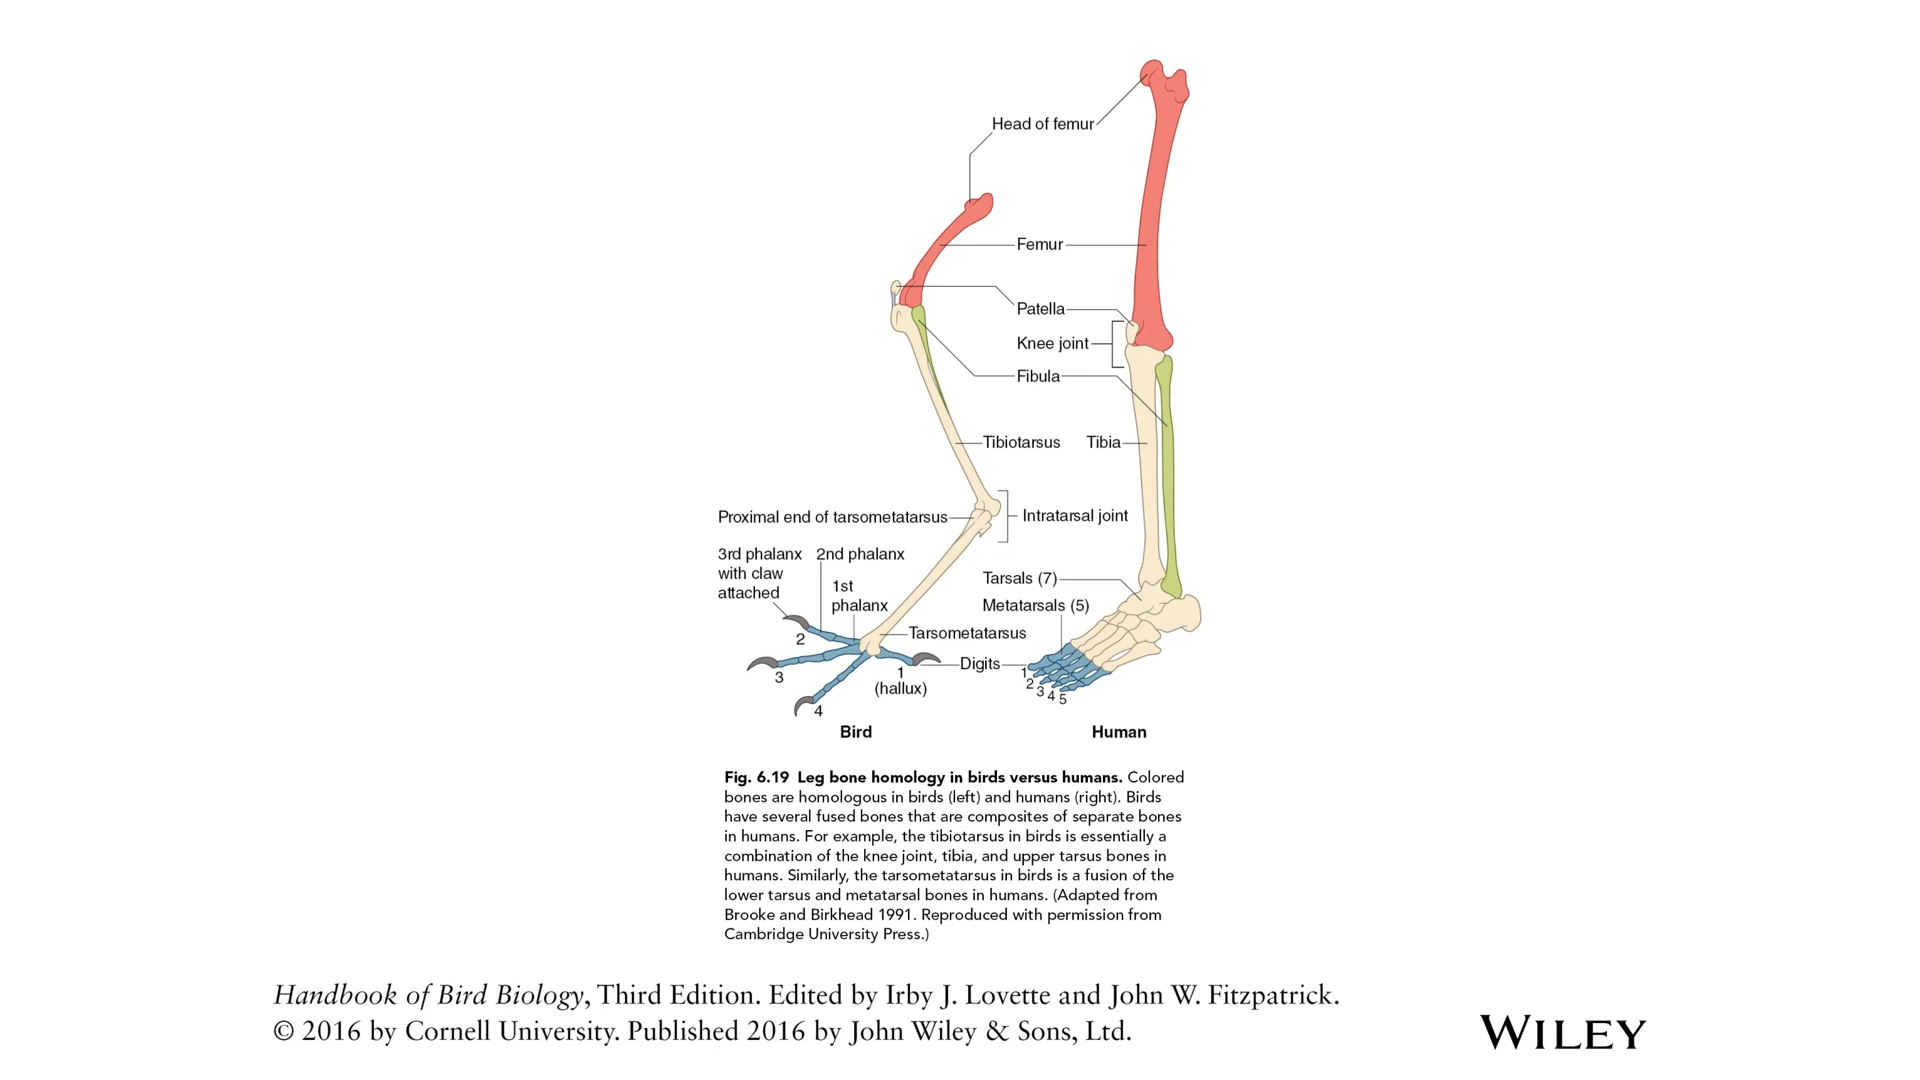 Head of femur
Femur
Patella
Knee joint
Fibula
Tibiotarsus
Tibia
Proximal end of tarsometatarsus
Intratarsal joint
3rd phalanx
with claw
attached
2nd phalanx
1st
phalanx
Tarsals (7)
Metatarsals (5)
Tarsometatarsus
Digits
2
3
4
1
(hallux)
1
2
3
4
5
Bird
Human
Fig. 6.19 Leg bone homology in birds versus humans. Colored
bones are homologous in birds (left) and humans (right). Birds
have several fused bones that are composites of separate bones
in humans. For example, the tibiotarsus in birds is essentially a
combination of the knee joint, tibia, and upper tarsus bones in
humans. Similarly, the tarsometatarsus in birds is a fusion of the
lower tarsus and metatarsal bones in humans. (Adapted from
Brooke and Birkhead 1991. Reproduced with permission from
Cambridge University Press.)
Handbook of Bird Biology, Third Edition. Edited by Irby J. Lovette and John W. Fitzpatrick.
© 2016 by Cornell University. Published 2016 by John Wiley & Sons, Ltd.
WILEY